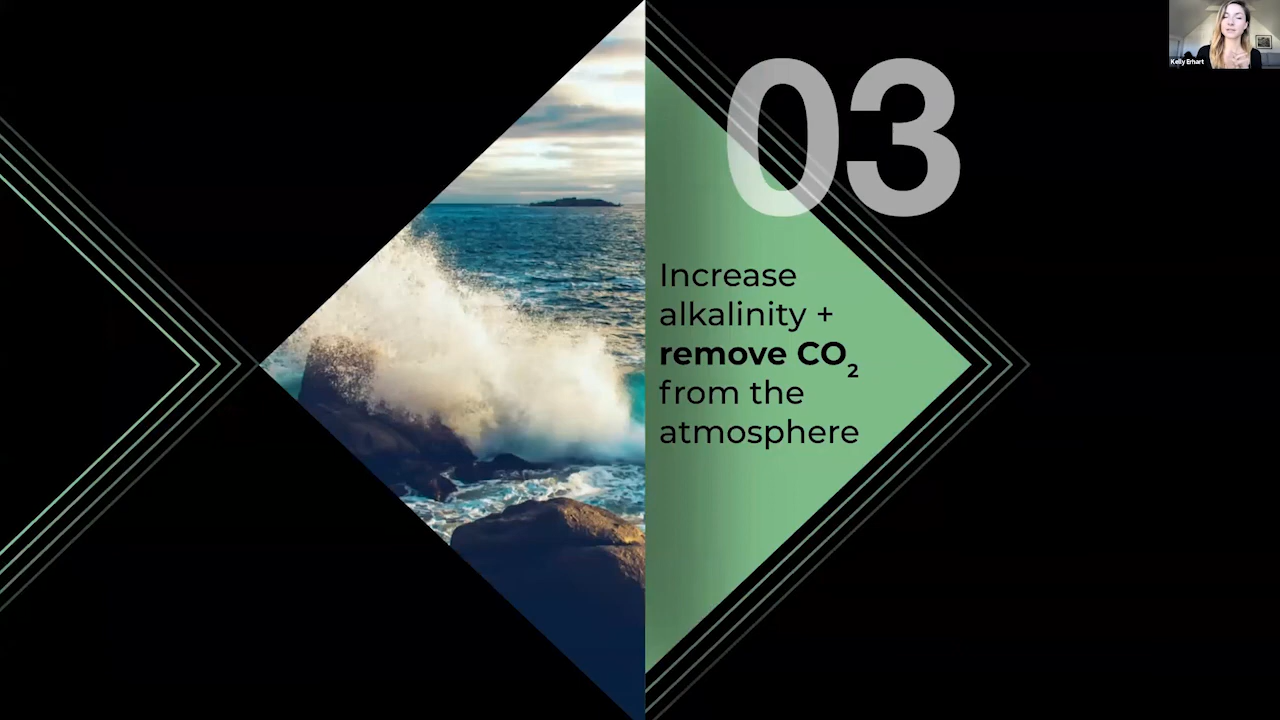 Kelly Erhart
03
Increase
alkalinity +
remove CO₂
from the
atmosphere